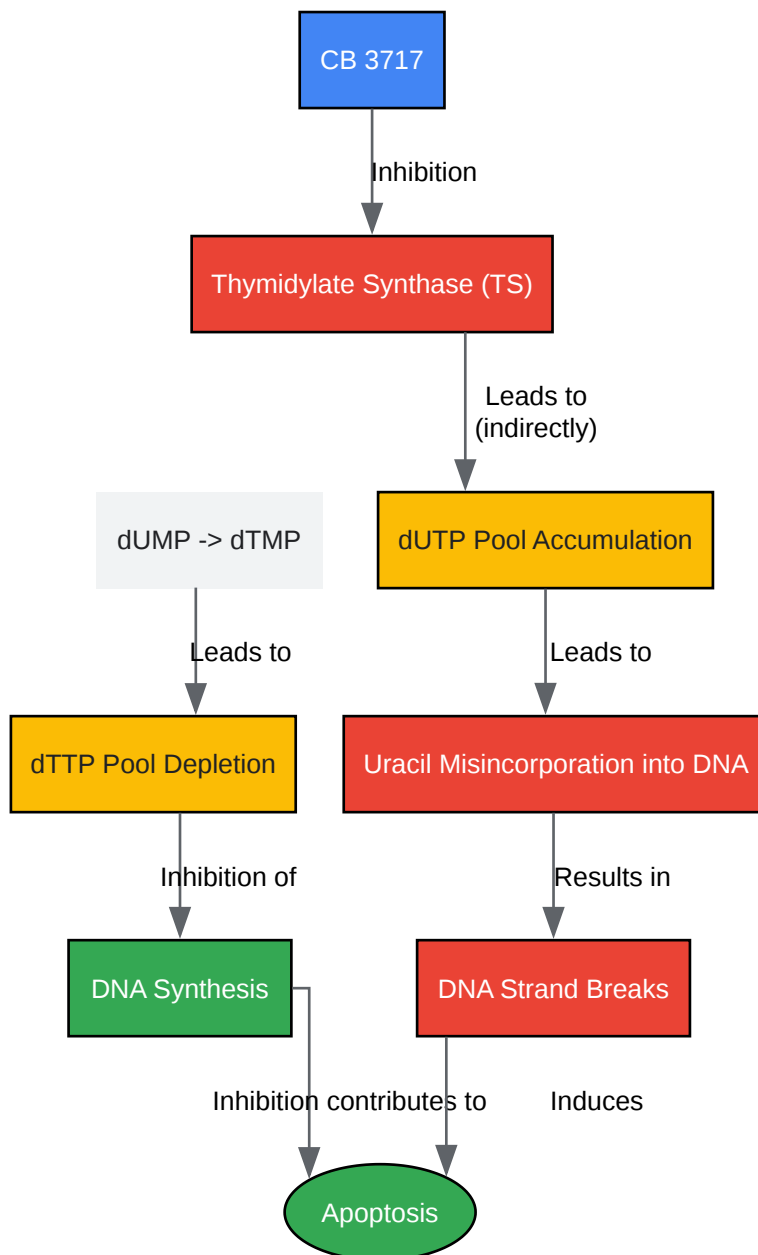 CB 3717
Inhibition
Thymidylate Synthase (TS)
Leads to
(indirectly)
dUMP -> dTMP
dUTP Pool Accumulation
Leads to
Leads to
dTTP Pool Depletion
Uracil Misincorporation into DNA
Inhibition of
Results in
DNA Synthesis
DNA Strand Breaks
Inhibition contributes to
Induces
Apoptosis